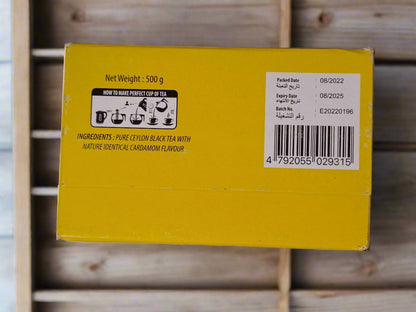 Net Weight : 500 g
HOW TO MAKE PERFECT CUP OF TEA
INGREDIENTS : PURE CEYLON BLACK TEA WITH
NATURE IDENTICAL CARDAMOM FLAVOUR
Packed Date : 08/2022
تاريخ التعبئة
Expiry Date : 08/2025
تاريخ الانتهاء
Batch No. : E20220196
رقم التشغيلة
4 792055 029315